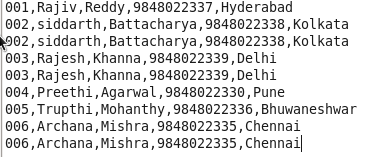 001,Rajiv,Reddy,9848022337,Hyderabad
002,siddarth,Battacharya,9848022338,Kolkata
002,siddarth,Battacharya,9848022338,Kolkata
003,Rajesh,Khanna,9848022339,Delhi
003,Rajesh,Khanna,9848022339,Delhi
004,Preethi,Agarwal,9848022330,Pune
005,Trupthi,Mohanthy,9848022336,Bhuwaneshwar
006,Archana,Mishra,9848022335,Chennai
006,Archana,Mishra,9848022335,Chennai